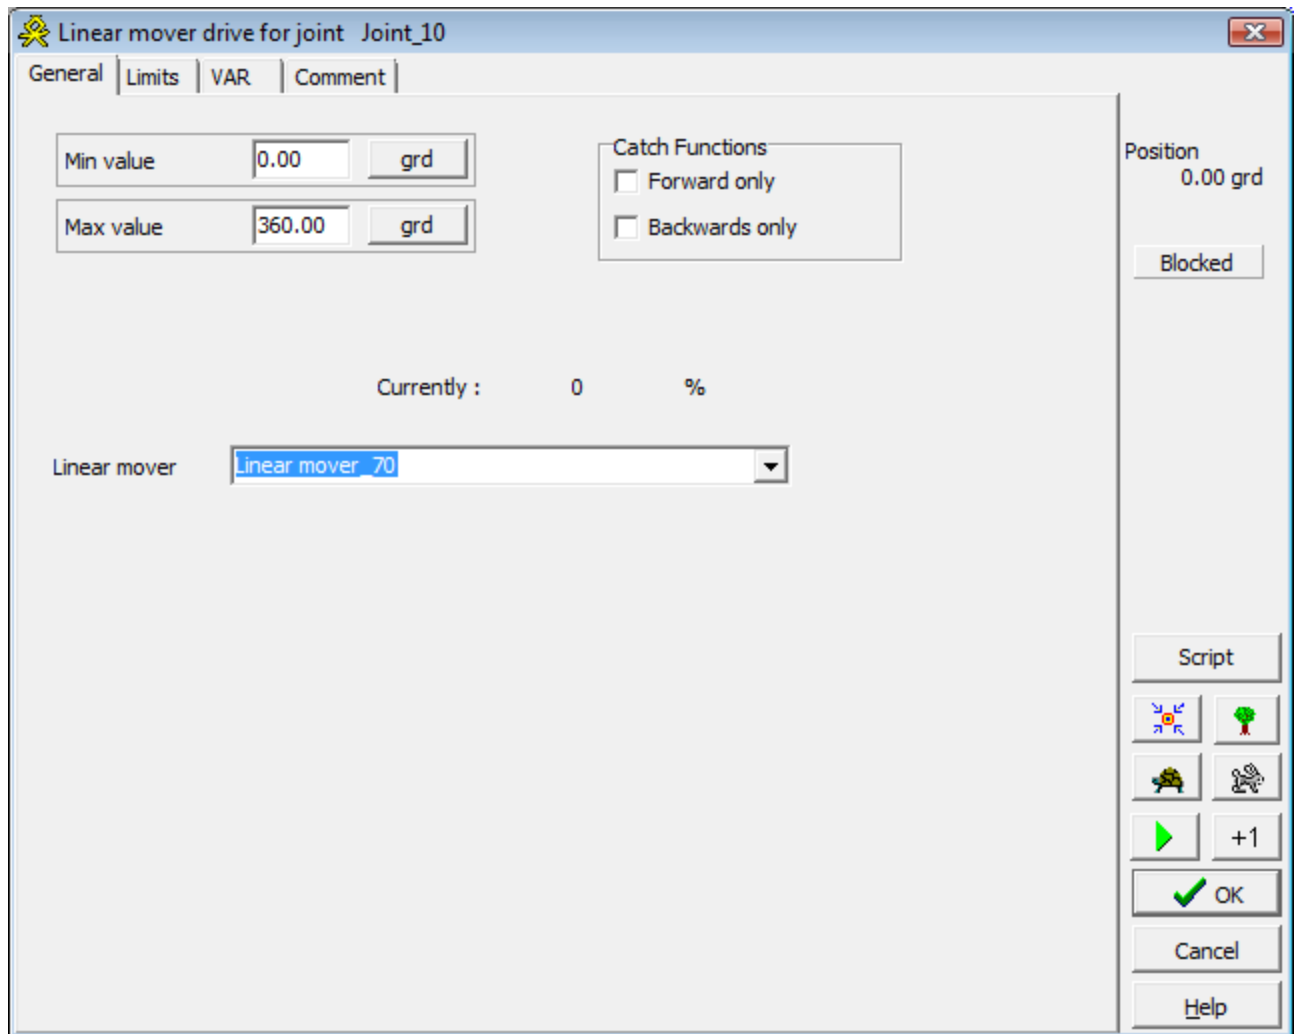 Linear mover drive for joint Joint_10
General Limits VAR Comment
Min value 0.00 grd
Max value 360.00 grd
Catch Functions
Forward only
Backwards only
Position
0.00 grd
Blocked
Currently : 0 %
Linear mover Linear mover_70
Script
+1
OK
Cancel
Help